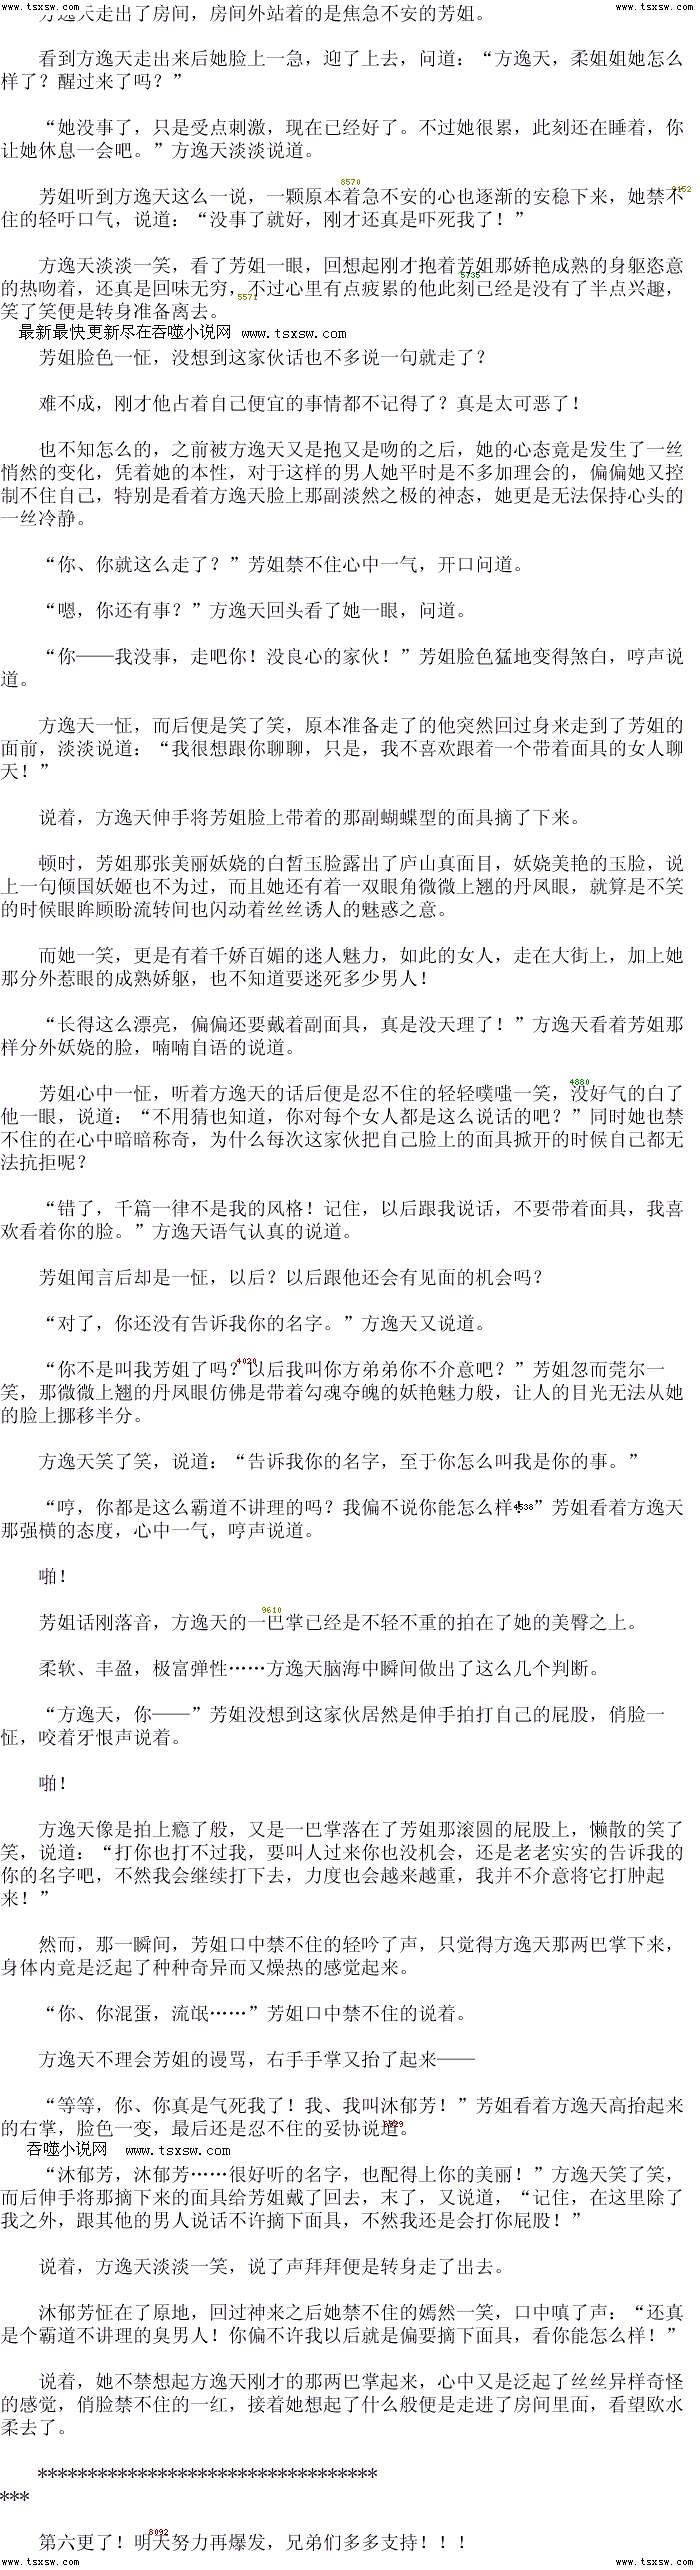 www.tsxsw.com www.tsxsw.com
方逸天走出了房间，房间外站着的是焦急不安的芳姐。
看到方逸天走出来后她脸上一急，迎了上去，问道：“方逸天，柔姐姐她怎么
样了？醒过来了吗？”
“她没事了，只是受点刺激，现在己经好了。不过她很累，此刻还在睡着，你
让她休息一会吧。”方逸天淡淡说道。
8570
9152
芳姐听到方逸天这么一说，一颗原本着急不安的心也逐渐的安稳下来，她禁不
住的轻吁口气，说道：“没事了就好，刚才还真是吓死我了！”
方逸天淡淡一笑，看了芳姐一眼，回想起刚才抱着芳姐那娇艳成熟的身躯恣意
5735
的热吻着，还真是回味无穷，不过心里有点疲累的他此刻已经是没有了半点兴趣，
5571
笑了笑便是转身准备离去。
最新最快更新尽在吞噬小说网 www.tsxsw.com
芳姐脸色一怔，没想到这家伙话也不多说一句就走了？
难不成，刚才他占着自己便宜的事情都不记得了？真是太可恶了！
也不知怎么的，之前被方逸天又是抱又是吻的之后，她的心态竟是发生了一丝
悄然的变化，凭着她的本性，对于这样的男人她平时是不多加理会的，偏偏她又控
制不住自己，特别是看着方逸天脸上那副淡然之极的神态，她更是无法保持心头的
一丝冷静。
“你、你就这么走了？”芳姐禁不住心中一气，开口问道。
“嗯，你还有事？”方逸天回头看了她一眼，问道。
“你——我没事，走吧你！没良心的家伙！”芳姐脸色猛地变得煞白，哼声说
道。
方逸天一怔，而后便是笑了笑，原本准备走了的他突然回过身来走到了芳姐的
面前，淡淡说道：“我很想跟你聊聊，只是，我不喜欢跟着一个带着面具的女人聊
天！”
说着，方逸天伸手将芳姐脸上带着的那副蝴蝶型的面具摘了下来。
顿时，芳姐那张美丽妖娆的白皙玉脸露出了庐山真面目，妖娆美艳的玉脸，说
上一句倾国妖姬也不为过，而且她还有着一双眼角微微上翘的丹凤眼，就算是不笑
的时候眼眸顾盼流转间也闪动着丝丝诱人的魅惑之意。
而她一笑，更是有着千娇百媚的迷人魅力，如此的女人，走在大街上，加上她
那分外惹眼的成熟娇躯，也不知道要迷死多少男人！
“长得这么漂亮，偏偏还要戴着副面具，真是没天理了！”方逸天看着芳姐那
样分外妖娆的脸，喃喃自语的说道。
4880
芳姐心中一怔，听着方逸天的话后便是忍不住的轻轻噗嗤一笑，没好气的白了
他一眼，说道：“不用猜也知道，你对每个女人都是这么说话的吧？”同时她也禁
不住的在心中暗暗称奇，为什么每次这家伙把自己脸上的面具掀开的时候自己都无
法抗拒呢？
“错了，千篇一律不是我的风格！记住，以后跟我说话，不要带着面具，我喜
欢看着你的脸。”方逸天语气认真的说道。
芳姐闻言后却是一怔，以后？以后跟他还会有见面的机会吗？
“对了，你还没有告诉我你的名字。”方逸天又说道。
4020
“你不是叫我芳姐了吗？以后我叫你方弟弟你不介意吧？”芳姐忽而莞尔一
笑，那微微上翘的丹凤眼仿佛是带着勾魂夺魄的妖艳魅力般，让人的目光无法从她
的脸上挪移半分。
方逸天笑了笑，说道：“告诉我你的名字，至于你怎么叫我是你的事。”
“哼，你都是这么霸道不讲理的吗？我偏不说你能怎么样！”芳姐看着方逸天
4538
那强横的态度，心中一气，哼声说道。
啪！
9610
芳姐话刚落音，方逸天的一巴掌已经是不轻不重的拍在了她的美臀之上。
柔软、丰盈，极富弹性……方逸天脑海中瞬间做出了这么几个判断。
“方逸天，你——”芳姐没想到这家伙居然是伸手拍打自己的屁股，俏脸一
怔，咬着牙恨声说着。
啪！
方逸天像是拍上瘾了般，又是一巴掌落在了芳姐那滚圆的屁股上，懒散的笑了
笑，说道：“打你也打不过我，要叫人过来你也没机会，还是老老实实的告诉我的
你的名字吧，不然我会继续打下去，力度也会越来越重，我并不介意将它打肿起
来！”
然而，那一瞬间，芳姐口中禁不住的轻吟了声，只觉得方逸天那两巴掌下来，
身体内竟是泛起了种种奇异而又燥热的感觉起来。
“你、你混蛋，流氓……”芳姐口中禁不住的说着。
方逸天不理会芳姐的谩骂，右手手掌又抬了起来——
“等等，你、你真是气死我了！我、我叫沐郁芳！”芳姐看着方逸天高抬起来
的右掌，脸色一变，最后还是忍不住的妥协说道。
吞噬小说网 www.tsxsw.com
“沐郁芳，沐郁芳……很好听的名字，也配得上你的美丽！”方逸天笑了笑，
而后伸手将那摘下来的面具给芳姐戴了回去，末了，又说道，“记住，在这里除了
我之外，跟其他的男人说话不许摘下面具，不然我还是会打你屁股！”
说着，方逸天淡淡一笑，说了声拜拜便是转身走了出去。
沐郁芳怔在了原地，回过神来之后她禁不住的嫣然一笑，口中嗔了声：“还真
是个霸道不讲理的臭男人！你偏不许我以后就是偏要摘下面具，看你能怎么样！”
说着，她不禁想起方逸天刚才的那两巴掌起来，心中又是泛起了丝丝异样奇怪
的感觉，俏脸禁不住的一红，接着她想起了什么般便是走进了房间里面，看望欧水
柔去了。
**********************************
***
8092
第六更了！明天努力再爆发，兄弟们多多支持！！！
www.tsxsw.com www.tsxsw.com